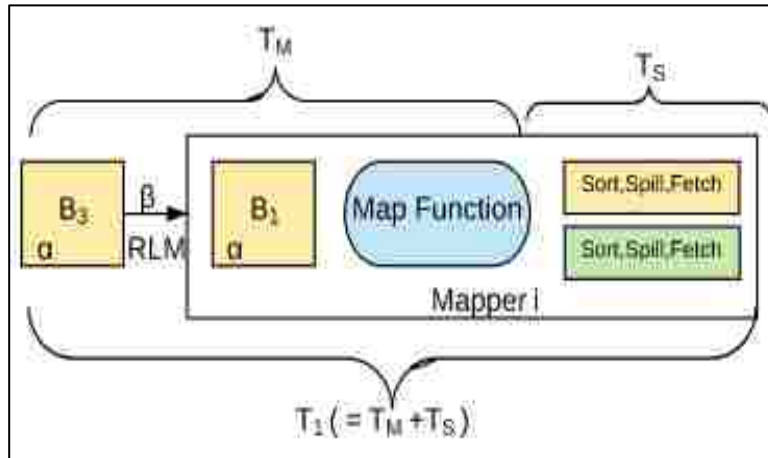 T_M
T_S
B_3
α
β
RLM
B_1
α
Map Function
Sort,Spill,Fetch
Sort,Spill,Fetch
Mapper i
T_1 ( = T_M +T_S)